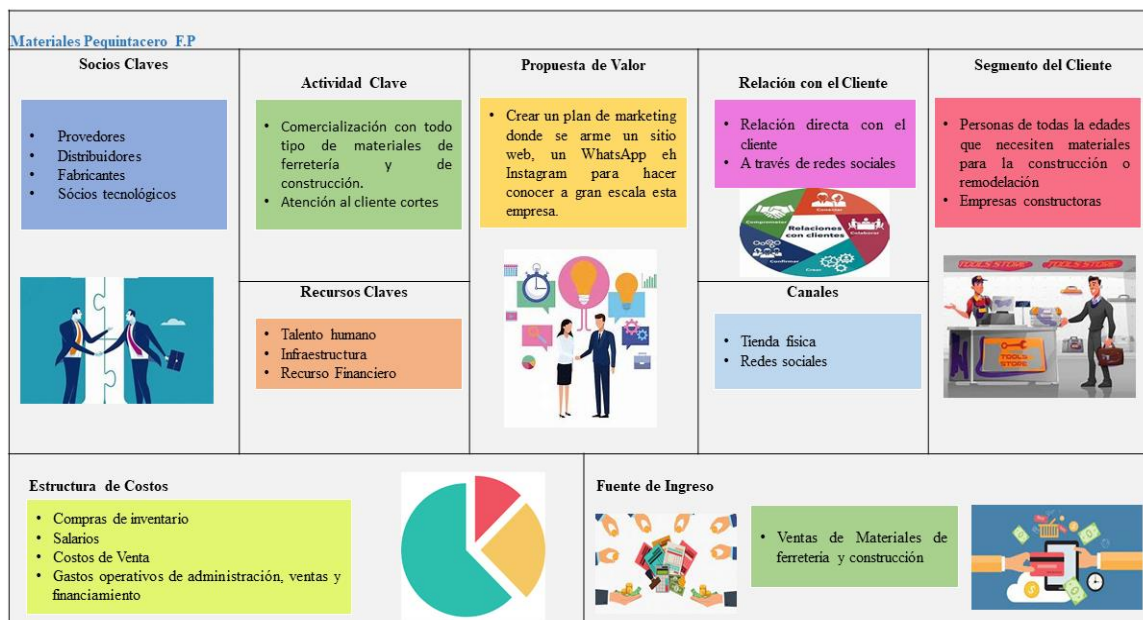 Materiales Pequintacero F.P
Socios Claves
• Provedores
• Distribuidores
• Fabricantes
• Sócios tecnológicos
Actividad Clave
• Comercialización con todo
tipo de materiales de
ferretería y de
construcción.
• Atención al cliente cortes
Recursos Claves
• Talento humano
• Infraestructura
• Recurso Financiero
Propuesta de Valor
• Crear un plan de marketing
donde se arme un sitio
web, un WhatsApp eh
Instagram para hacer
conocer a gran escala esta
empresa.
Relación con el Cliente
• Relación directa con el
cliente
• A través de redes sociales
Relaciones
con clientes
Comprometer
Conectar
Colaborar
Crear
Confirmar
Canales
• Tienda física
• Redes sociales
Segmento del Cliente
• Personas de todas la edades
que necesiten materiales
para la construcción o
remodelación
• Empresas constructoras
TOOLS STORE
TOOLS STORE
TOOLS
STORE
Estructura de Costos
• Compras de inventario
• Salarios
• Costos de Venta
• Gastos operativos de administración, ventas y
financiamiento
Fuente de Ingreso
• Ventas de Materiales de
ferretería y construcción